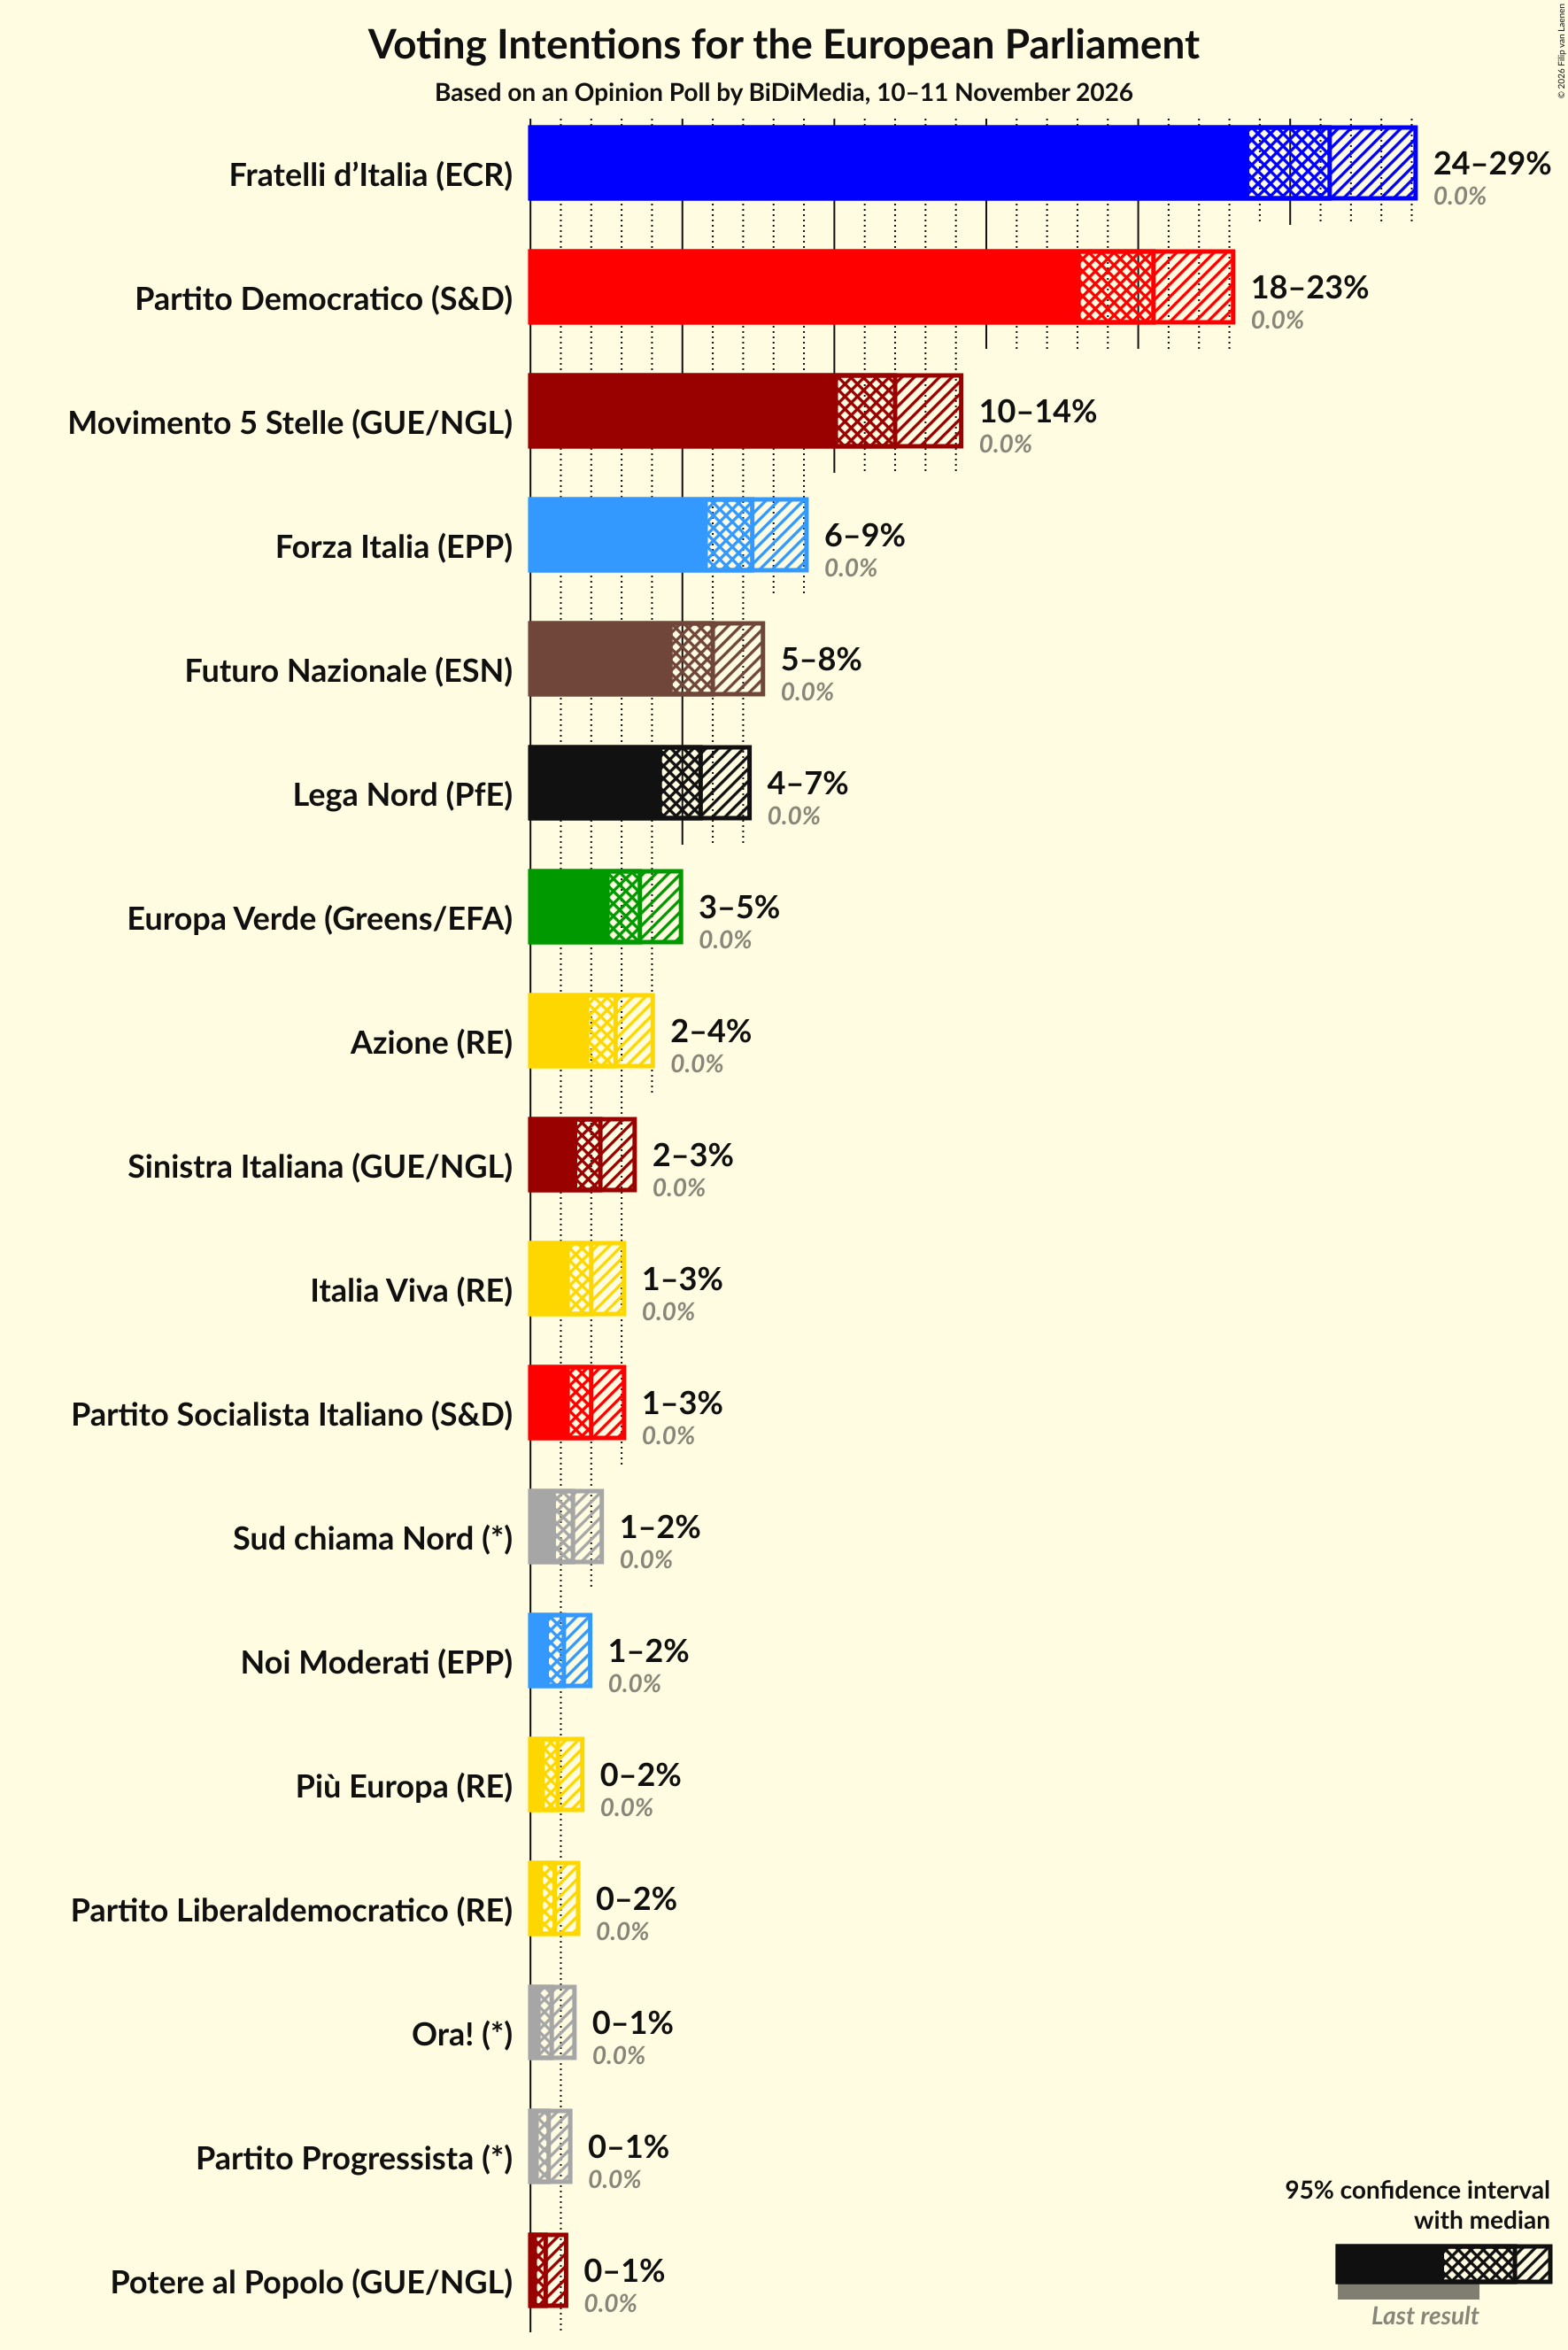 Voting Intentions for the European Parliament
Based on an Opinion Poll by BiDiMedia, 10–11 November 2026
© 2026 Filip van Laenen
Fratelli d’Italia (ECR)
24–29%
0.0%
Partito Democratico (S&D)
18–23%
0.0%
Movimento 5 Stelle (GUE/NGL)
10–14%
0.0%
Forza Italia (EPP)
6–9%
0.0%
Futuro Nazionale (ESN)
5–8%
0.0%
Lega Nord (PfE)
4–7%
0.0%
Europa Verde (Greens/EFA)
3–5%
0.0%
Azione (RE)
2–4%
0.0%
Sinistra Italiana (GUE/NGL)
2–3%
0.0%
Italia Viva (RE)
1–3%
0.0%
Partito Socialista Italiano (S&D)
1–3%
0.0%
Sud chiama Nord (*)
1–2%
0.0%
Noi Moderati (EPP)
1–2%
0.0%
Più Europa (RE)
0–2%
0.0%
Partito Liberaldemocratico (RE)
0–2%
0.0%
Ora! (*)
0–1%
0.0%
Partito Progressista (*)
0–1%
0.0%
Potere al Popolo (GUE/NGL)
0–1%
0.0%
95% confidence interval
with median
Last result